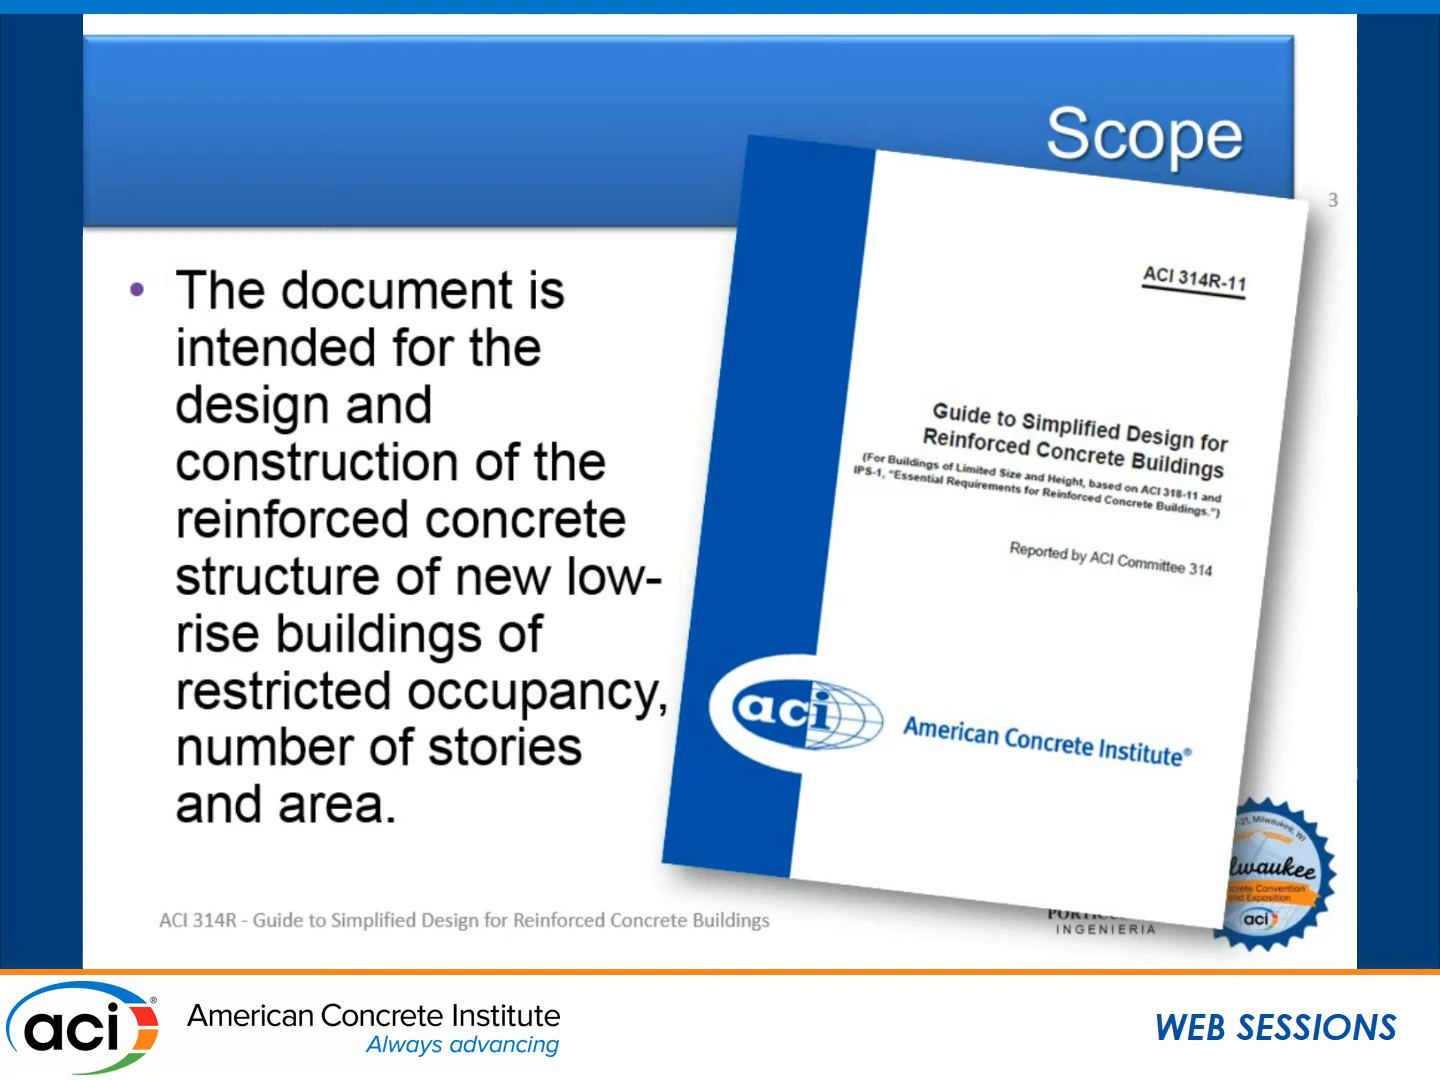 Scope
3
• The document is
intended for the
design and
construction of the
reinforced concrete
structure of new low-
rise buildings of
restricted occupancy,
number of stories
and area.
ACI 314R-11
Guide to Simplified Design for
Reinforced Concrete Buildings
(For Buildings of Limited Size and Height, based on ACI 318-11 and
IPS-1, “Essential Requirements for Reinforced Concrete Buildings.”)
Reported by ACI Committee 314
aci
American Concrete Institute®
Milwaukee, WI
aci
INGENIERIA
ACI 314R - Guide to Simplified Design for Reinforced Concrete Buildings
aci®
American Concrete Institute
Always advancing
WEB SESSIONS